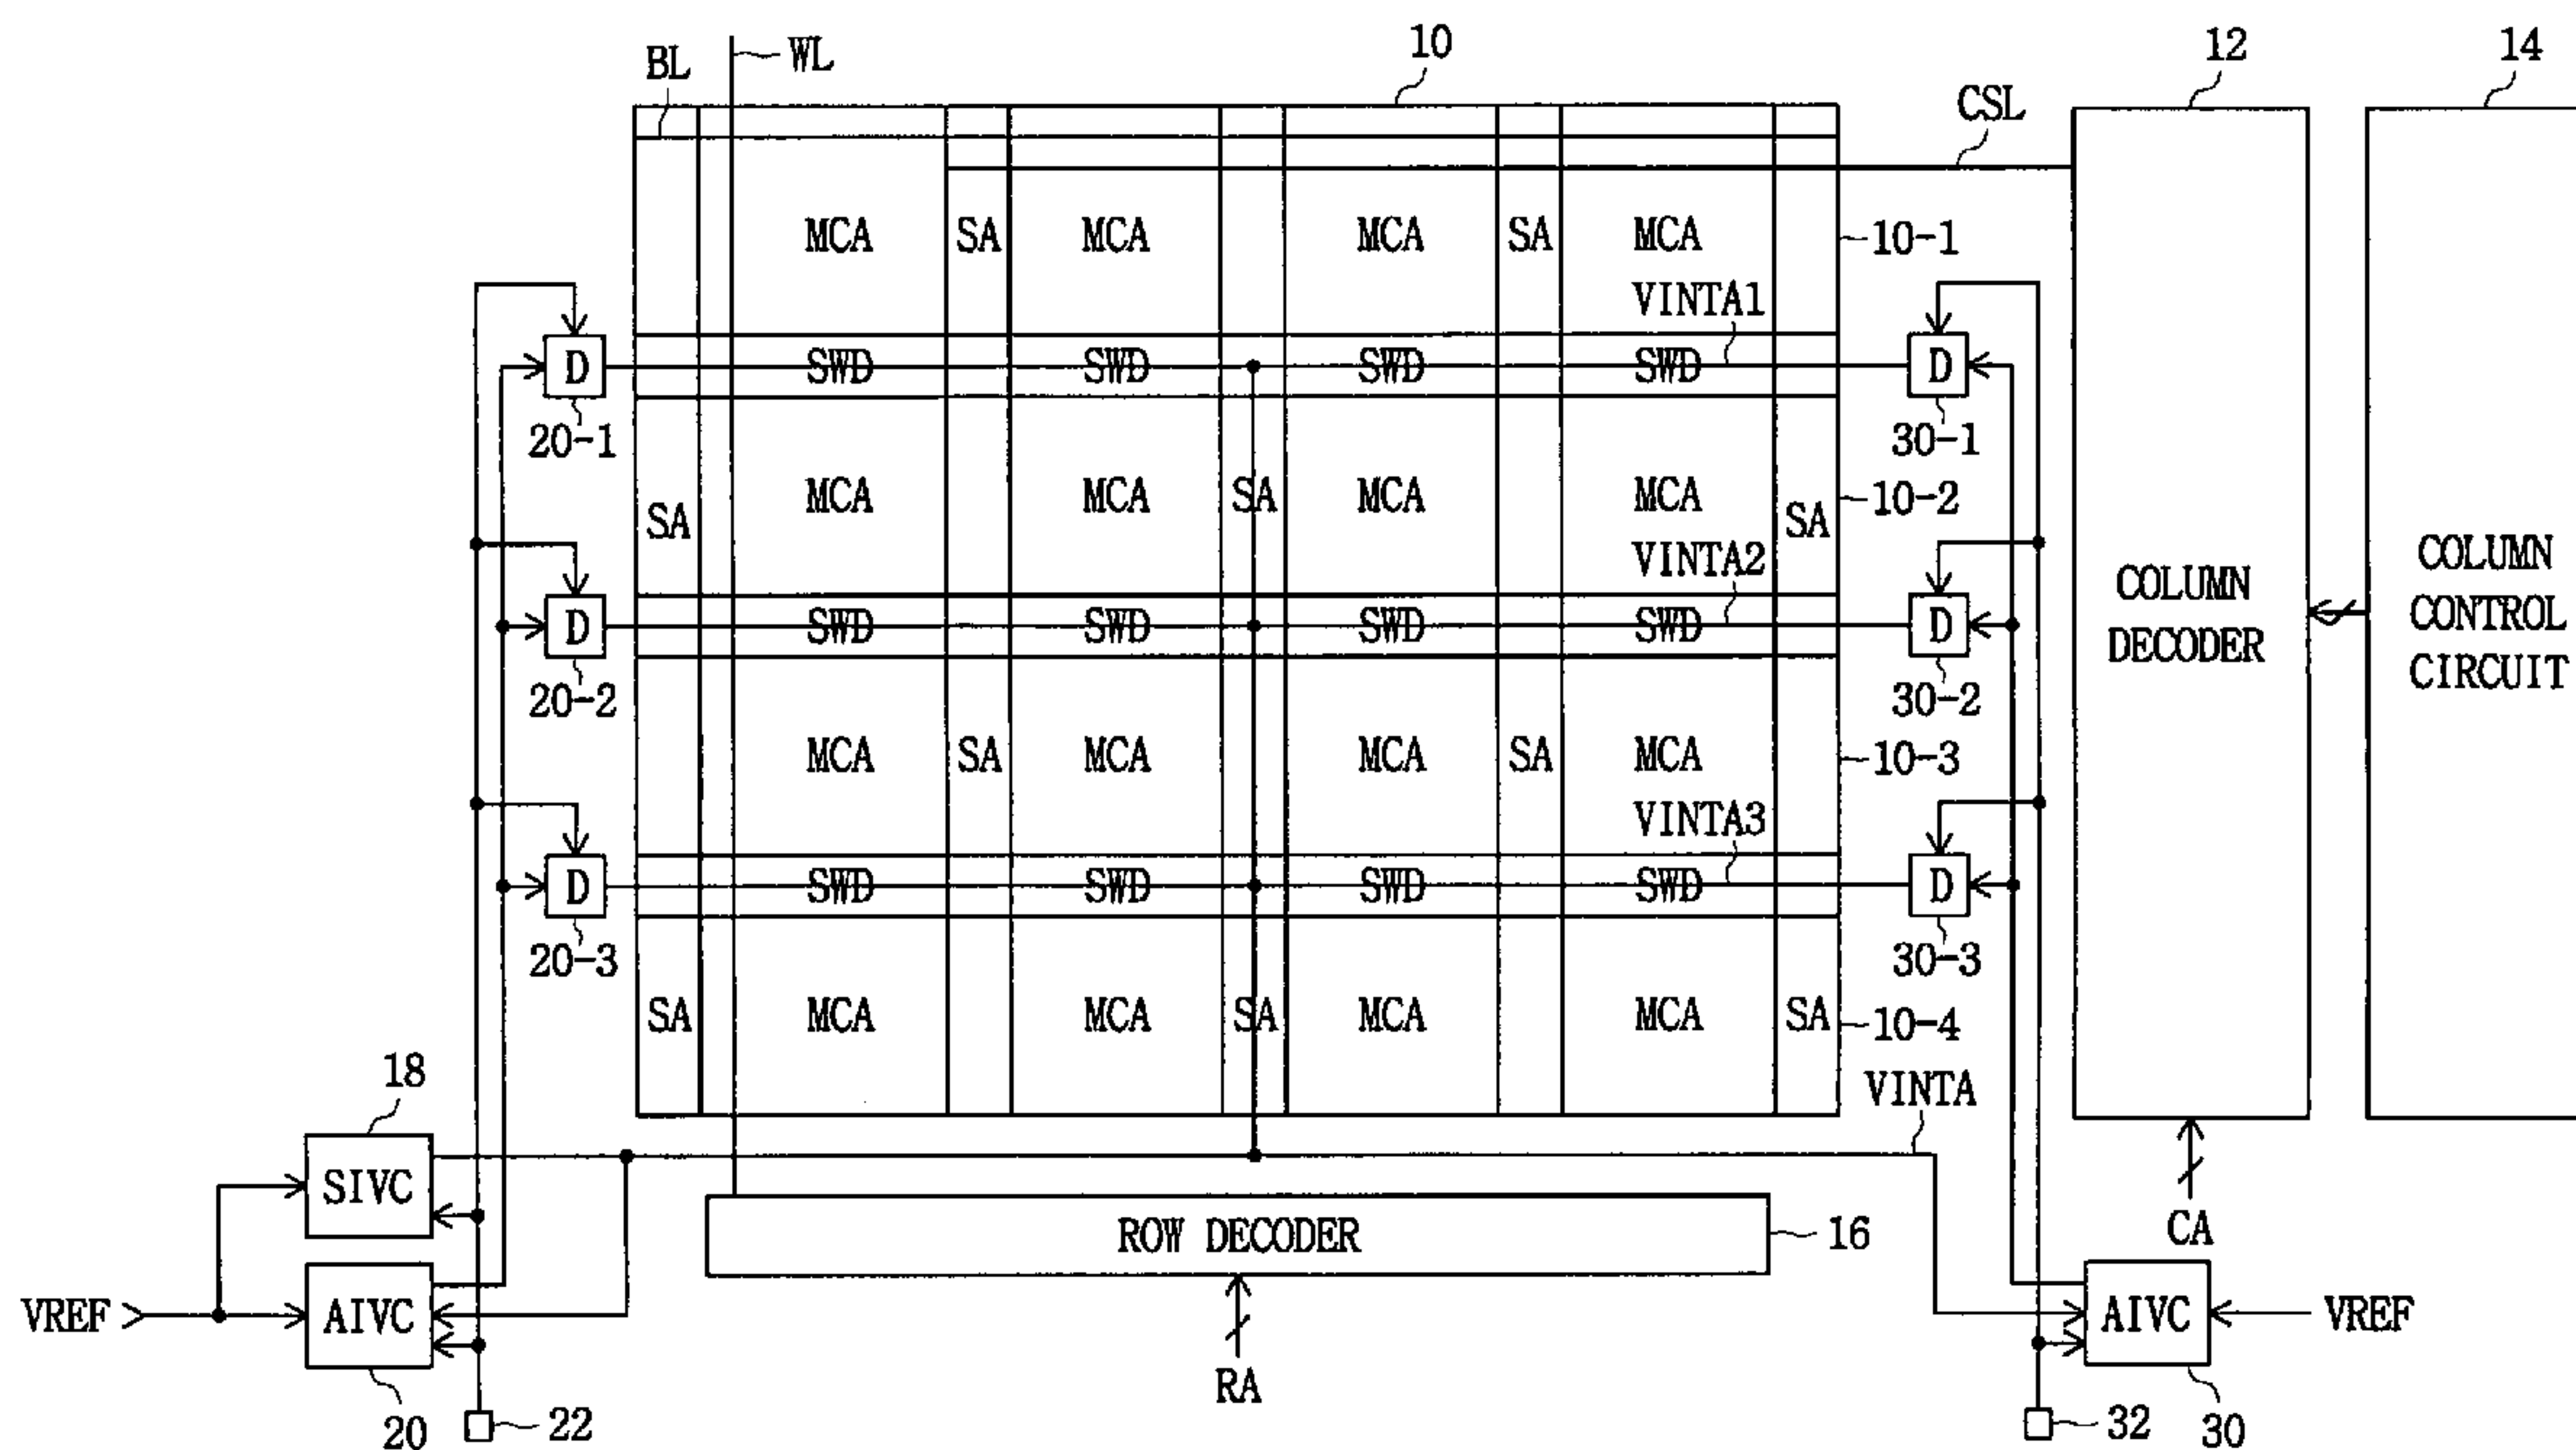 BL
WL
10
12
14
CSL
MCA SA MCA MCA SA MCA
10-1
VINTA1
D SWD SWD SWD SWD D
20-1
30-1
MCA MCA SA MCA MCA
SA
SA
10-2
VINTA2
D SWD SWD SWD SWD D
20-2
30-2
COLUMN
DECODER
COLUMN
CONTROL
CIRCUIT
MCA SA MCA MCA SA MCA
10-3
VINTA3
D SWD SWD SWD SWD D
20-3
30-3
SA MCA MCA SA MCA MCA SA
10-4
18
VINTA
SIVC
ROW DECODER
16
CA
VREF
AIVC
AIVC
VREF
RA
20
22
32
30